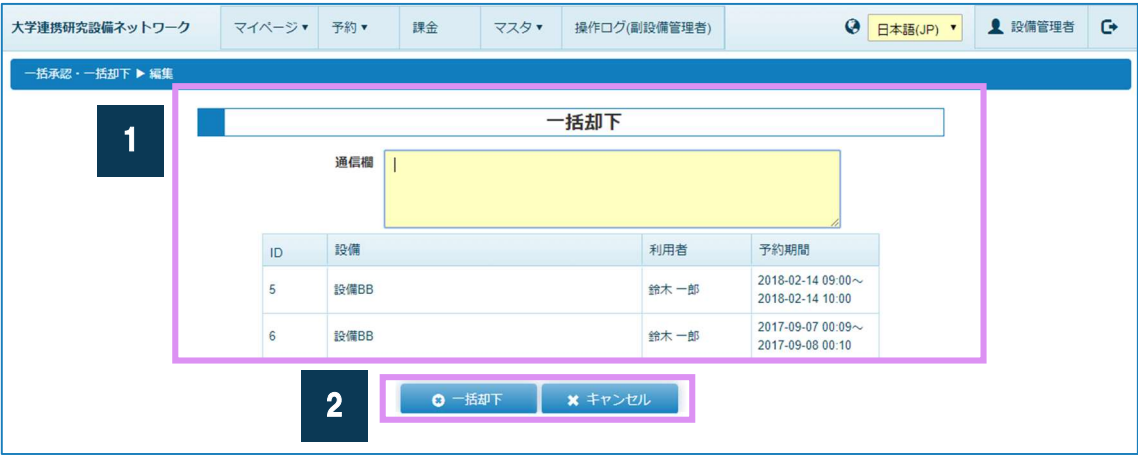 大学連携研究設備ネットワーク マイページ▼ 予約▼ 課金 マスタ▼ 操作ログ(副設備管理者) 日本語(JP) ▼ 設備管理者
一括承認・一括却下 ▶ 編集
1
一括却下
通信欄
ID 設備 利用者 予約期間
5 設備BB 鈴木 一郎 2018-02-14 09:00～
2018-02-14 10:00
6 設備BB 鈴木 一郎 2017-09-07 00:09～
2017-09-08 00:10
2
一括却下 キャンセル